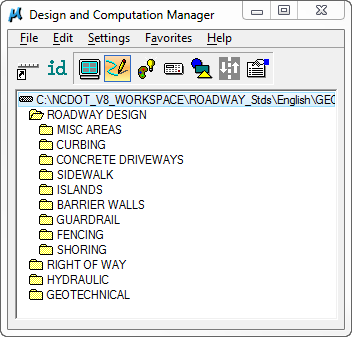 Design and Computation Manager
File Edit Settings Favorites Help
id
C:\NCDOT_V8_WORKSPACE\ROADWAY_Stds\English\GEO
ROADWAY DESIGN
MISC AREAS
CURBING
CONCRETE DRIVEWAYS
SIDEWALK
ISLANDS
BARRIER WALLS
GUARDRAIL
FENCING
SHORING
RIGHT OF WAY
HYDRAULIC
GEOTECHNICAL